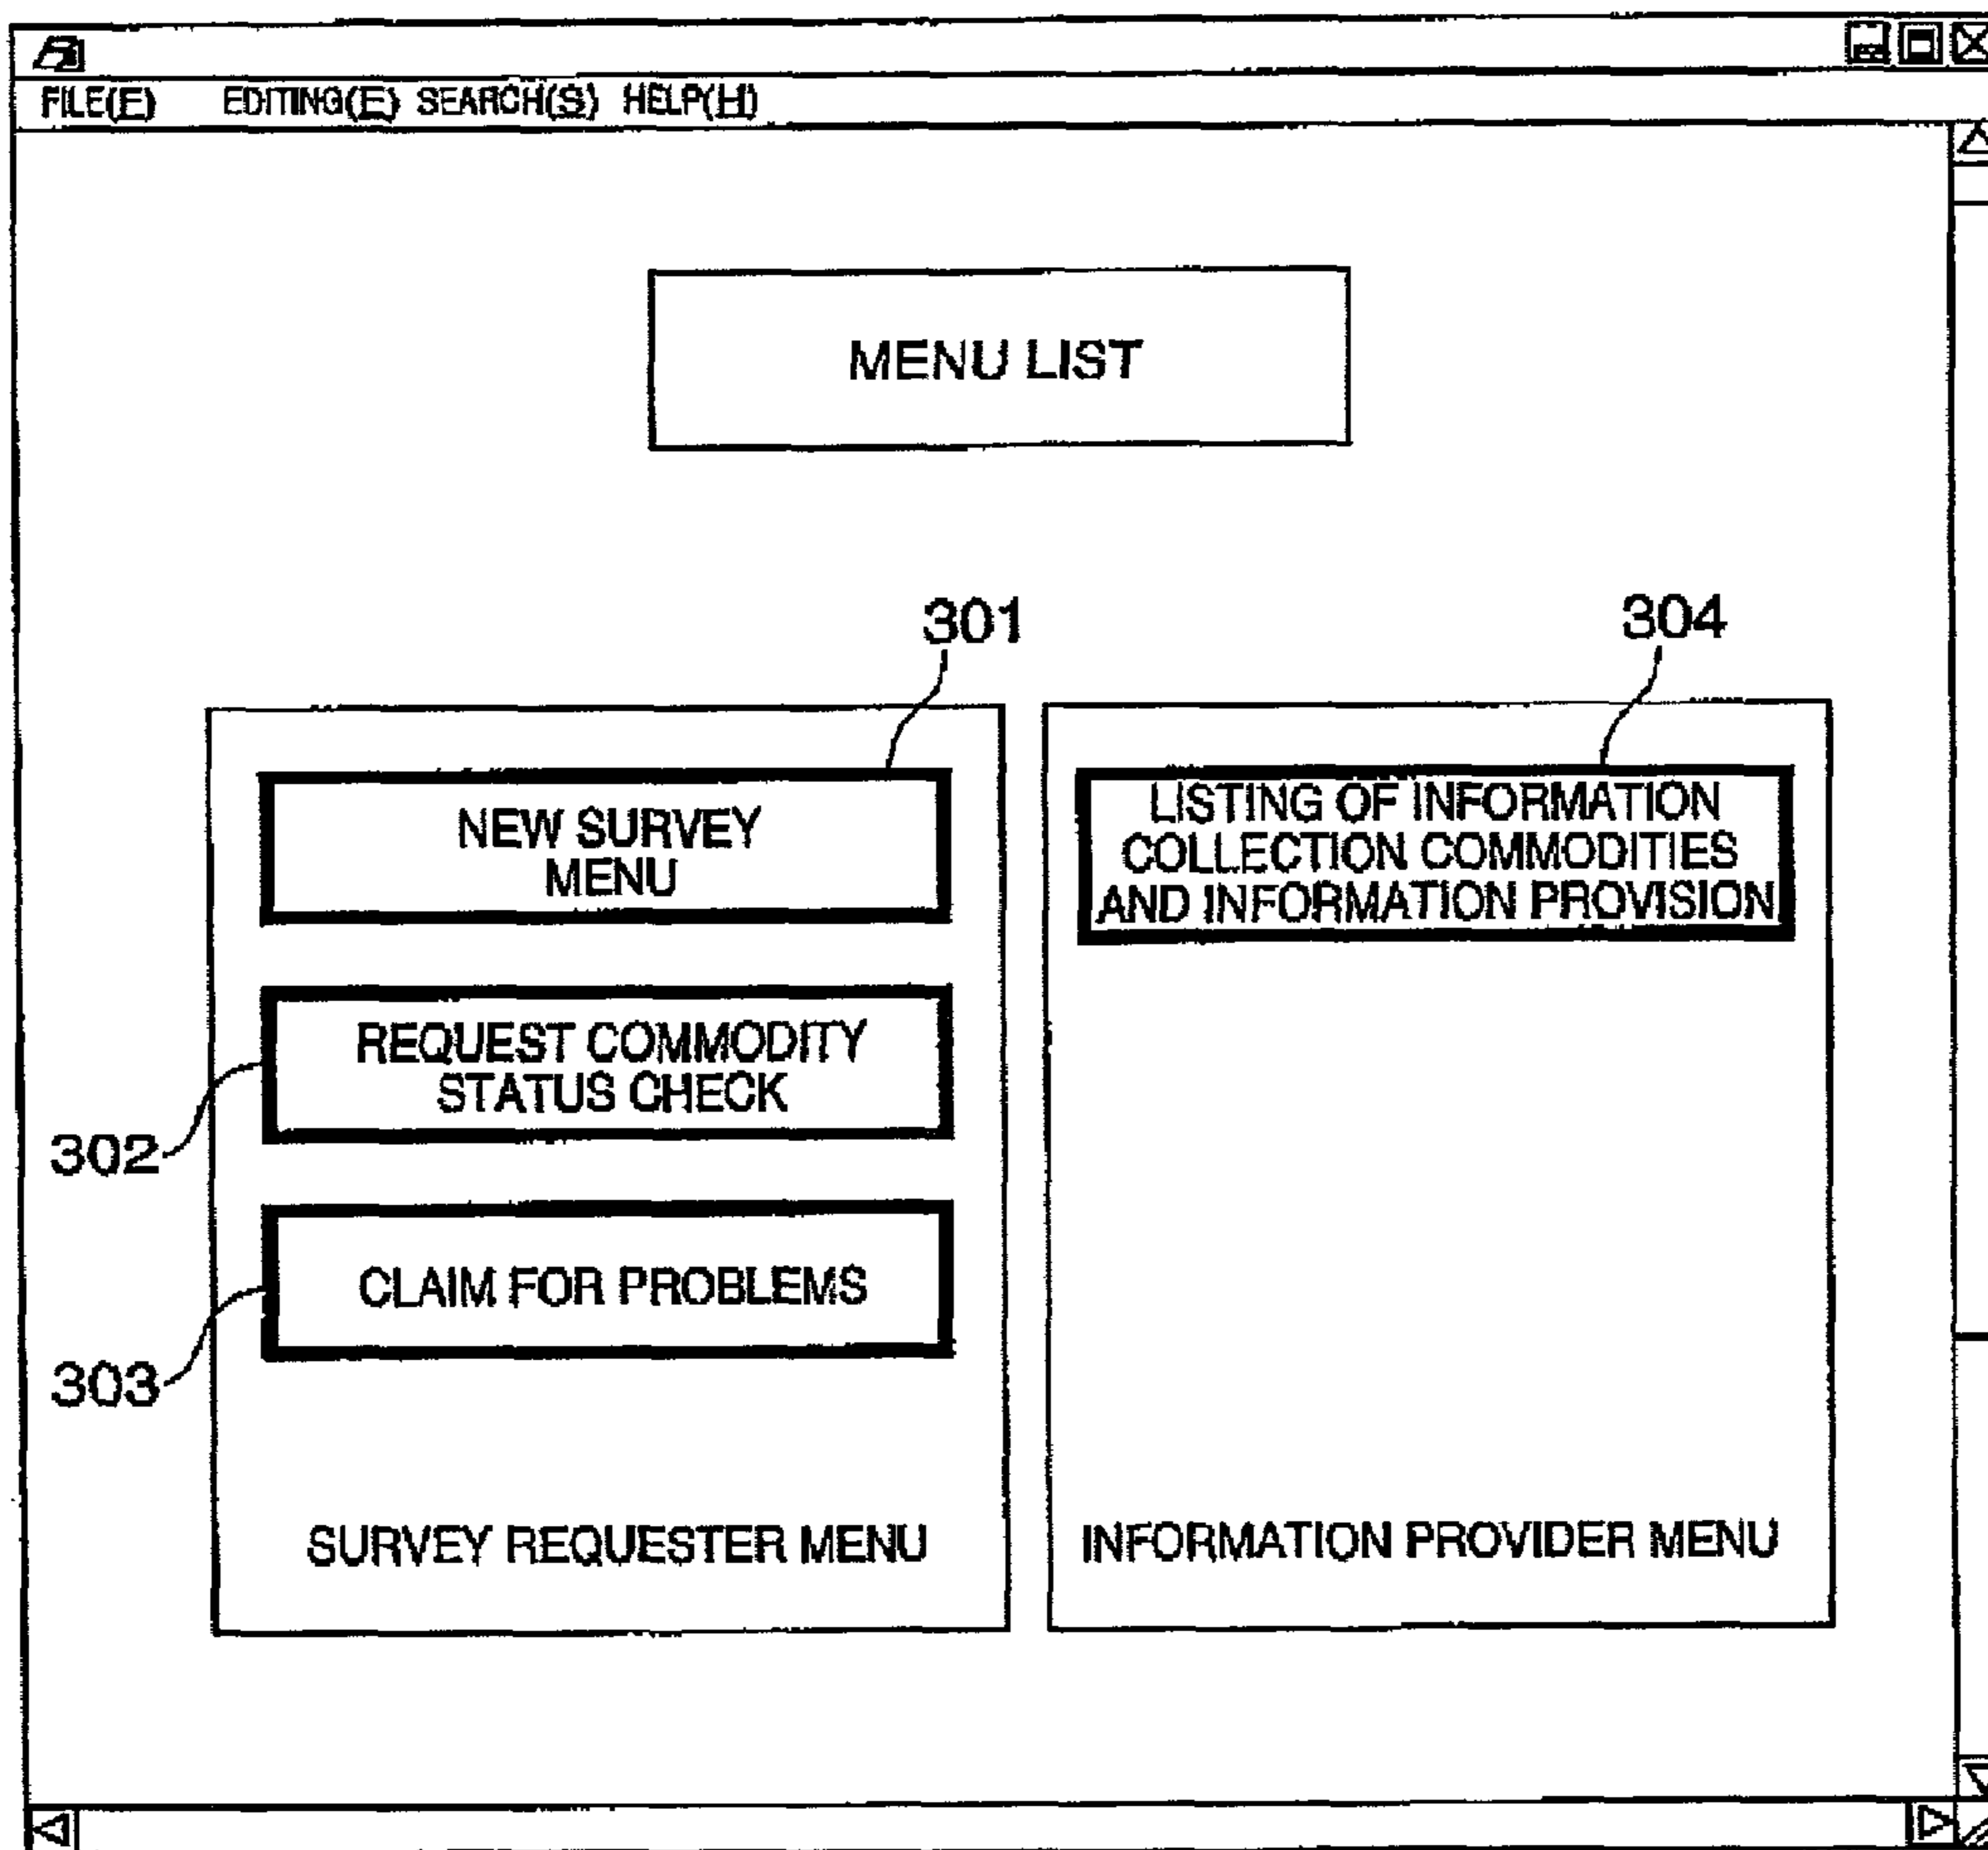 FILE(F) EDITING(E) SEARCH(S) HELP(H)
MENU LIST
301
304
NEW SURVEY
MENU
REQUEST COMMODITY
STATUS CHECK
302
CLAIM FOR PROBLEMS
303
SURVEY REQUESTER MENU
LISTING OF INFORMATION
COLLECTION COMMODITIES
AND INFORMATION PROVISION
INFORMATION PROVIDER MENU